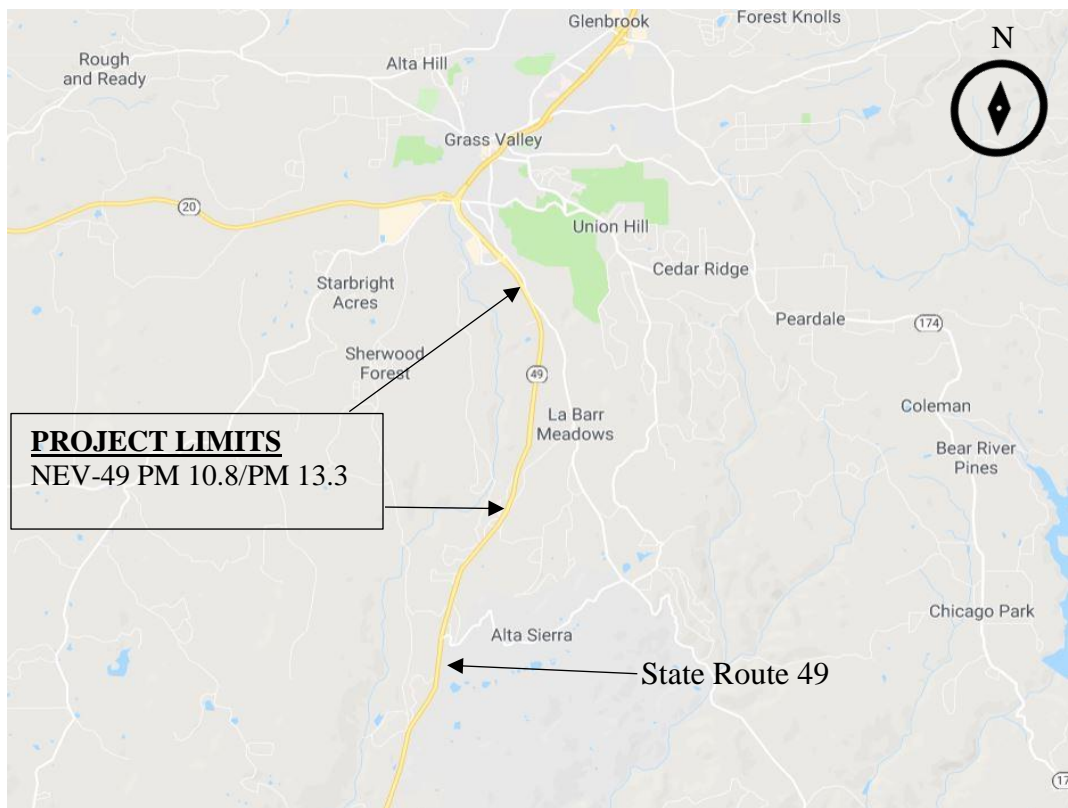 Glenbrook
Forest Knolls
N
Rough
and Ready
Alta Hill
Grass Valley
20
Union Hill
Cedar Ridge
Starbright
Acres
Peardale
174
Sherwood
Forest
49
La Barr
Meadows
Coleman
PROJECT LIMITS
NEV-49 PM 10.8/PM 13.3
Bear River
Pines
Chicago Park
Alta Sierra
State Route 49